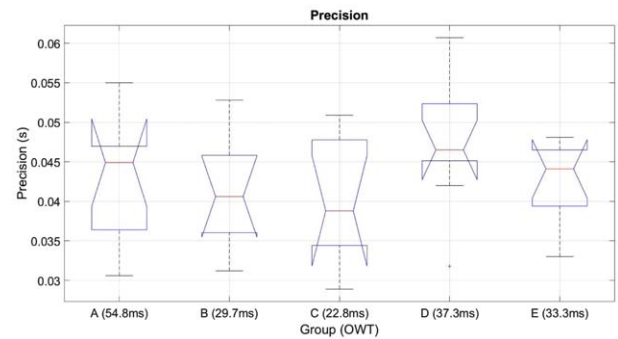 Precision
0.06
0.055
0.05
0.045
0.04
0.035
0.03
Precision (s)
A (54.8ms) B (29.7ms) C (22.8ms) D (37.3ms) E (33.3ms)
Group (OWT)